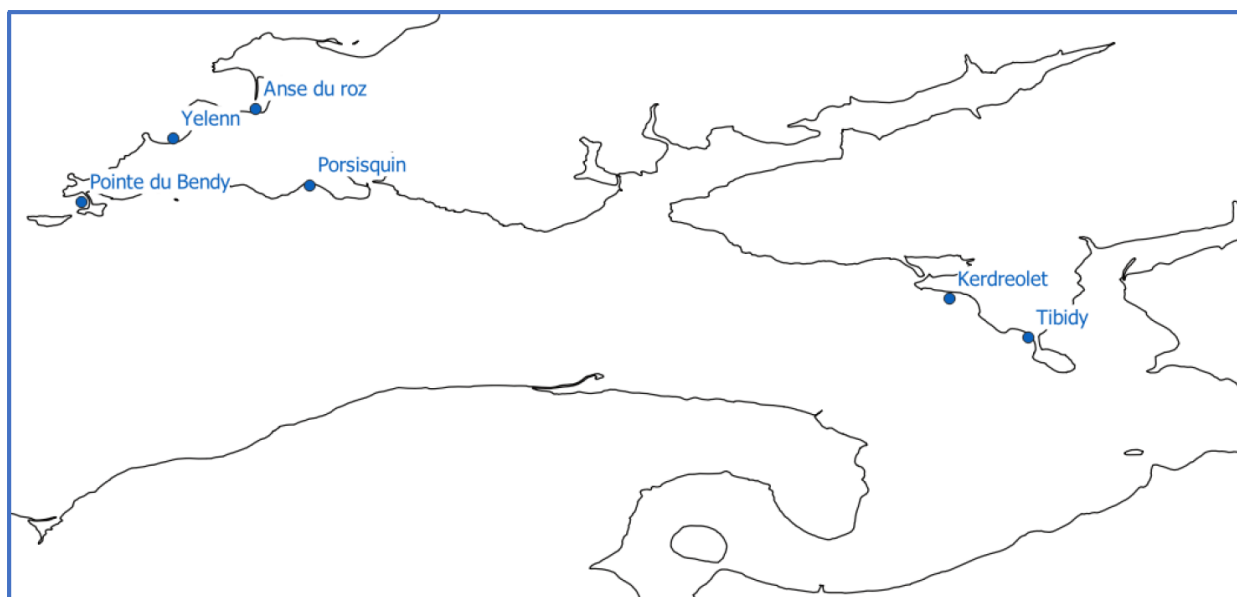 Anse du roz
Yelenn
Porsisquin
Pointe du Bendy
Kerdreolet
Tibidy